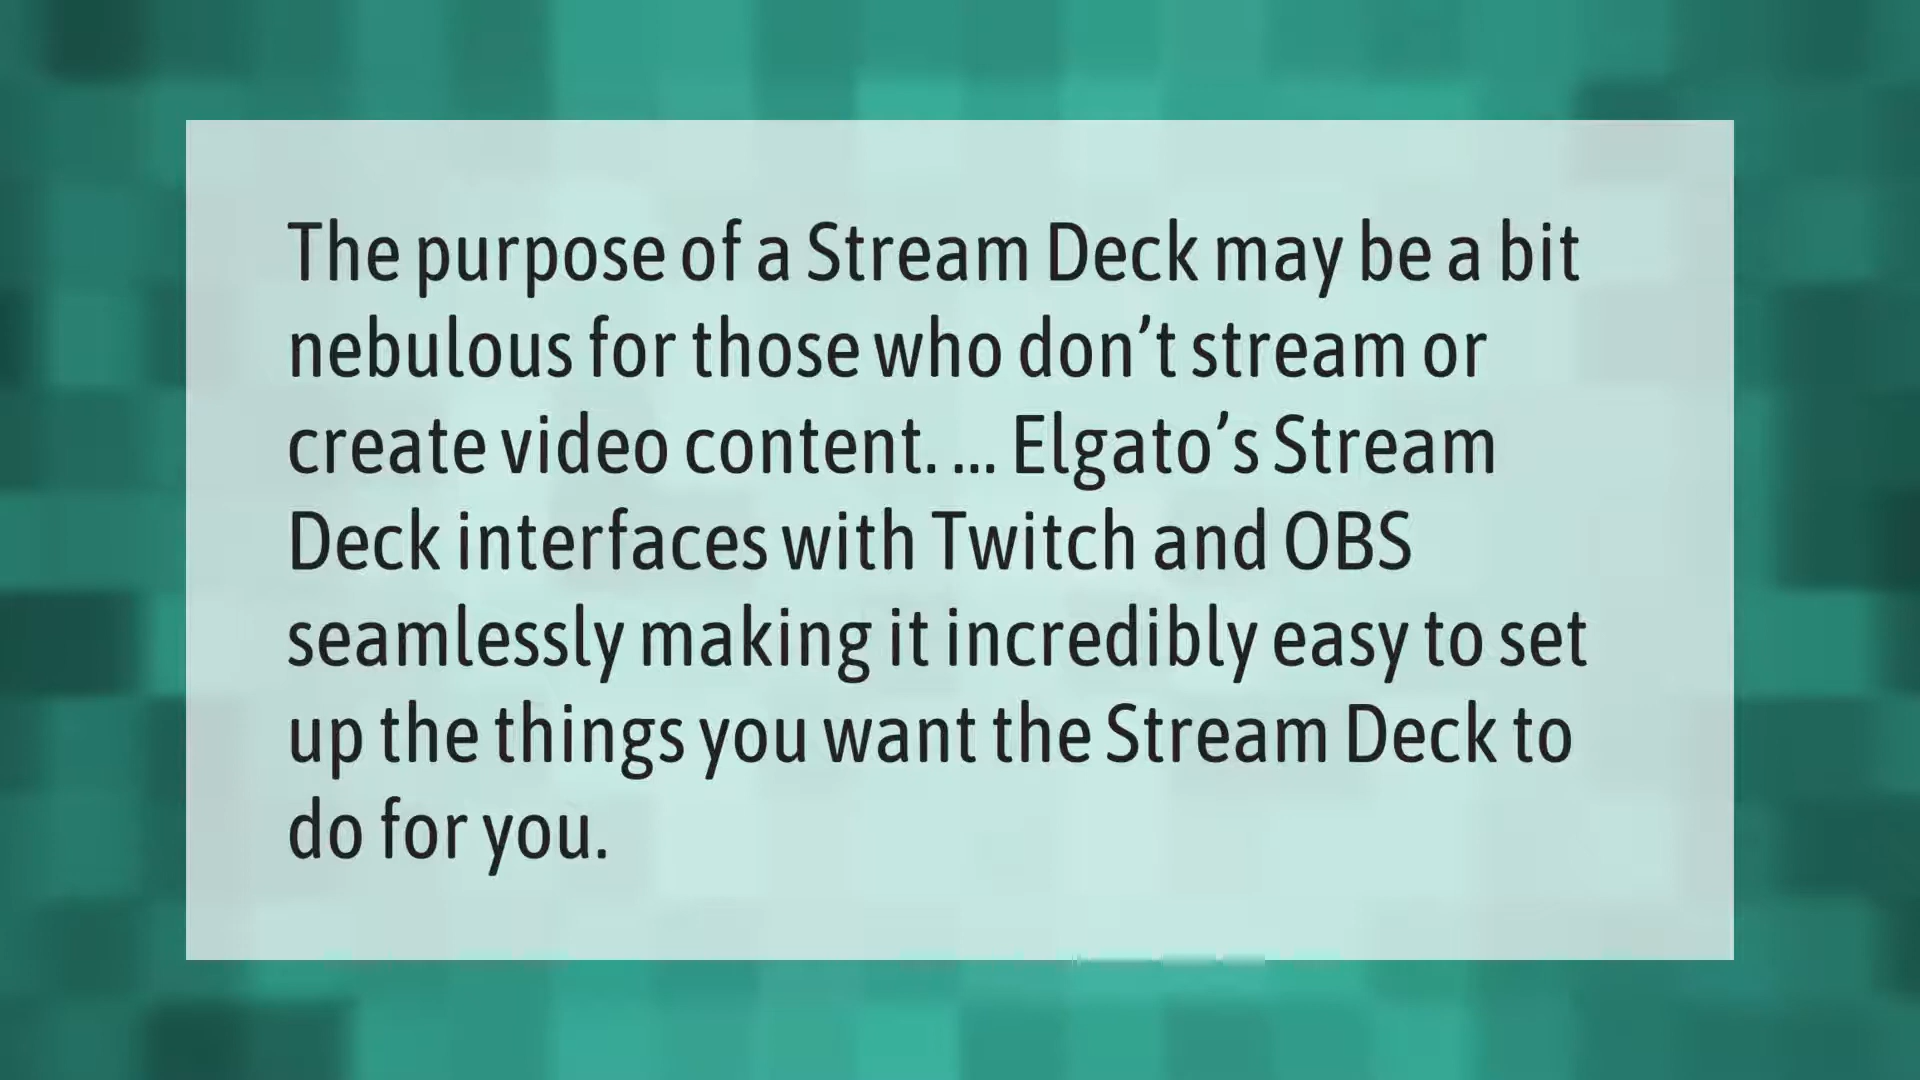 The purpose of a Stream Deck may be a bit
nebulous for those who don’t stream or
create video content. ... Elgato’s Stream
Deck interfaces with Twitch and OBS
seamlessly making it incredibly easy to set
up the things you want the Stream Deck to
do for you.